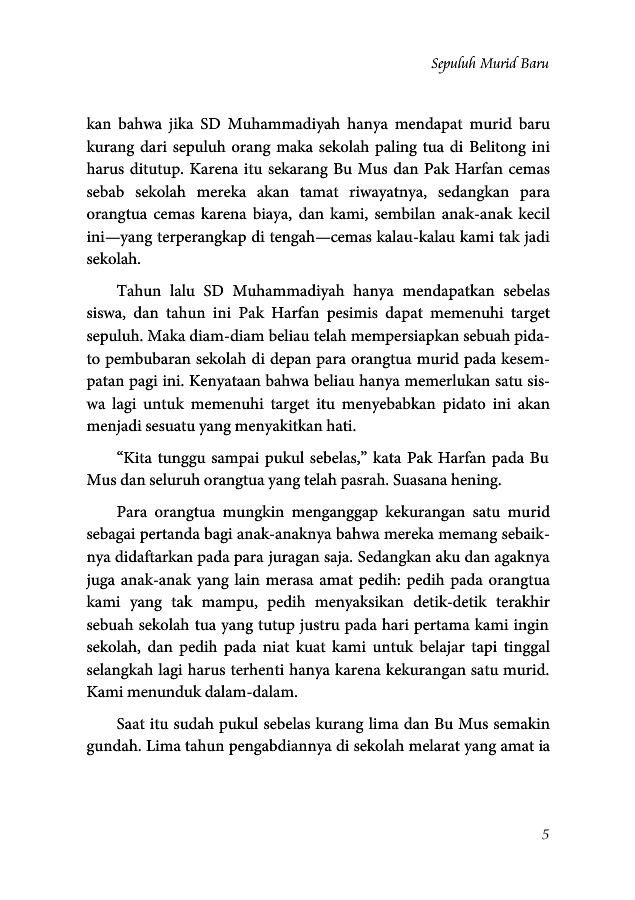 Sepuluh Murid Baru
kan bahwa jika SD Muhammadiyah hanya mendapat murid baru
kurang dari sepuluh orang maka sekolah paling tua di Belitong ini
harus ditutup. Karena itu sekarang Bu Mus dan Pak Harfan cemas
sebab sekolah mereka akan tamat riwayatnya, sedangkan para
orangtua cemas karena biaya, dan kami, sembilan anak-anak kecil
ini—yang terperangkap di tengah—cemas kalau-kalau kami tak jadi
sekolah.
Tahun lalu SD Muhammadiyah hanya mendapatkan sebelas
siswa, dan tahun ini Pak Harfan pesimis dapat memenuhi target
sepuluh. Maka diam-diam beliau telah mempersiapkan sebuah pida-
to pembubaran sekolah di depan para orangtua murid pada kesem-
patan pagi ini. Kenyataan bahwa beliau hanya memerlukan satu sis-
wa lagi untuk memenuhi target itu menyebabkan pidato ini akan
menjadi sesuatu yang menyakitkan hati.
“Kita tunggu sampai pukul sebelas,” kata Pak Harfan pada Bu
Mus dan seluruh orangtua yang telah pasrah. Suasana hening.
Para orangtua mungkin menganggap kekurangan satu murid
sebagai pertanda bagi anak-anaknya bahwa mereka memang sebaik-
nya didaftarkan pada para juragan saja. Sedangkan aku dan agaknya
juga anak-anak yang lain merasa amat pedih: pedih pada orangtua
kami yang tak mampu, pedih menyaksikan detik-detik terakhir
sebuah sekolah tua yang tutup justru pada hari pertama kami ingin
sekolah, dan pedih pada niat kuat kami untuk belajar tapi tinggal
selangkah lagi harus terhenti hanya karena kekurangan satu murid.
Kami menunduk dalam-dalam.
Saat itu sudah pukul sebelas kurang lima dan Bu Mus semakin
gundah. Lima tahun pengabdiannya di sekolah melarat yang amat ia
5